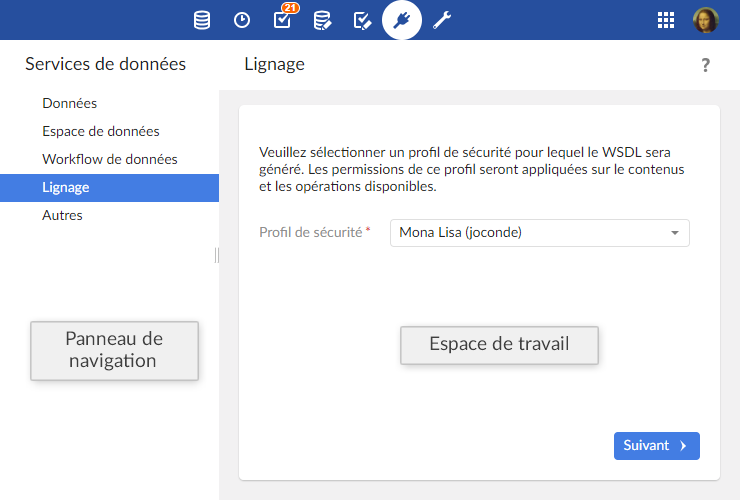 21
Services de données
Lignage
?
Données
Espace de données
Workflow de données
Lignage
Autres
Veuillez sélectionner un profil de sécurité pour lequel le WSDL sera
généré. Les permissions de ce profil seront appliquées sur le contenus
et les opérations disponibles.
Profil de sécurité *
Mona Lisa (joconde)
Panneau de
navigation
Espace de travail
Suivant